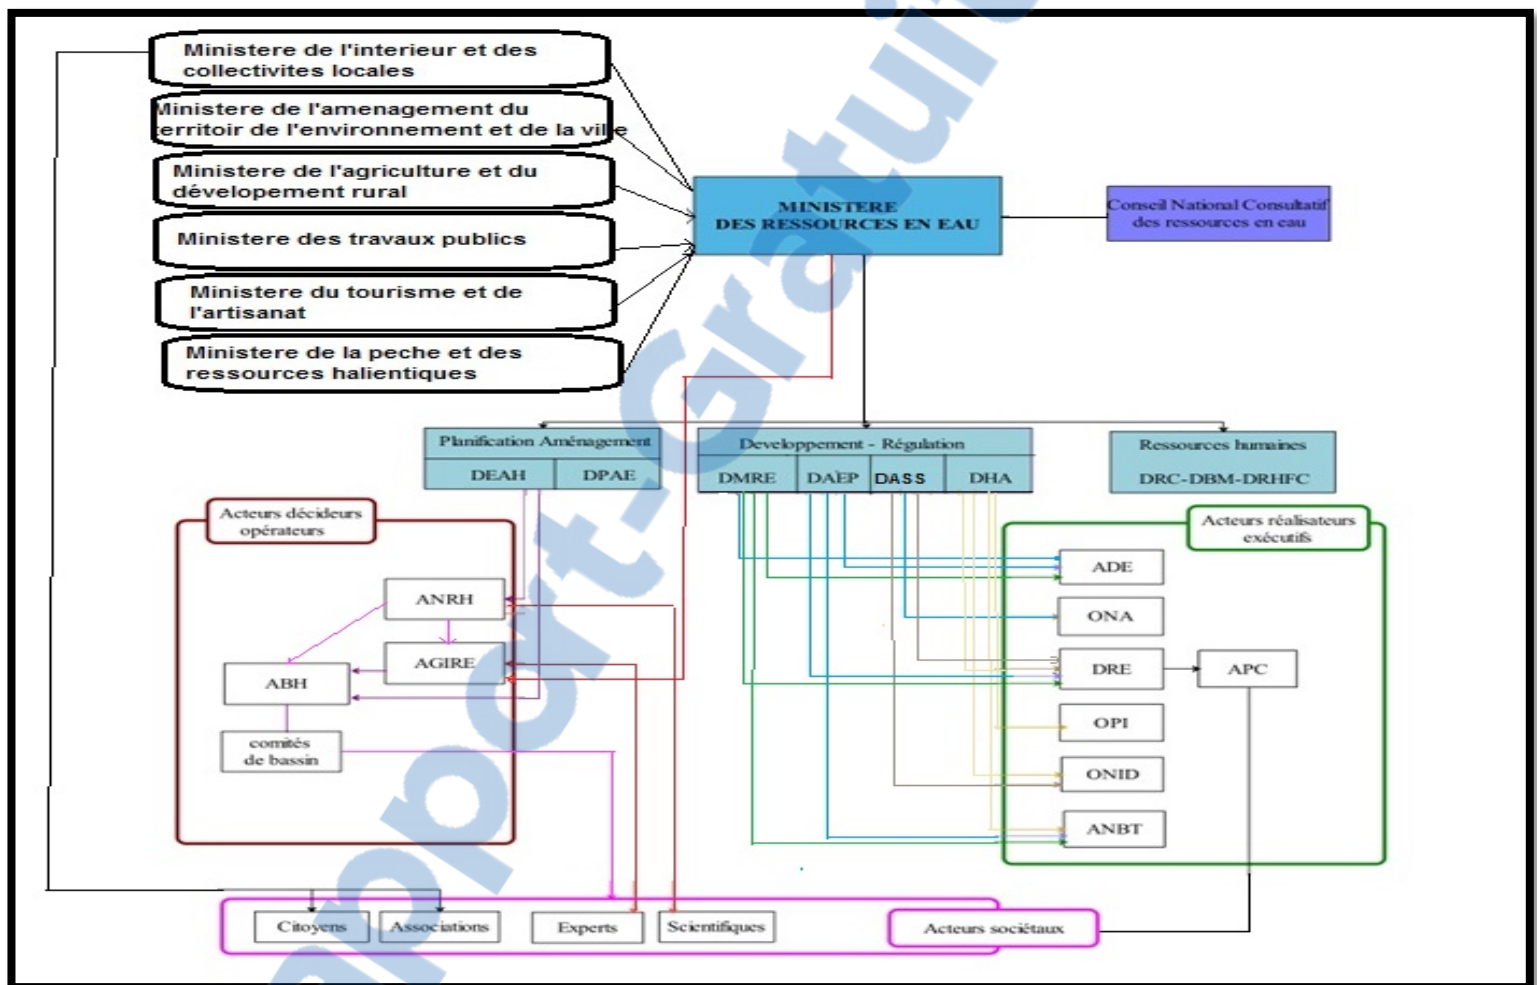 Ministere de l'interieur et des
collectivites locales
Ministere de l'amenagement du
territoir de l'environnement et de la ville
Ministere de l'agriculture et du
dévelopement rural
Ministere des travaux publics
Ministere du tourisme et de
l'artisanat
Ministere de la peche et des
ressources halientiques
MINISTERE
DES RESSOURCES EN EAU
Conseil National Consultatif
des ressources en eau
Planification Aménagement
DEAH DPAE
Developpement - Régulation
DMRE DAEP DASS DHA
Ressources humaines
DRC-DBM-DRHFC
Acteurs décideurs
opérateurs
ANRH
AGIRE
ABH
comités
de bassin
Acteurs réalisateurs
exécutifs
ADE
ONA
DRE
APC
OPI
ONID
ANBT
Citoyens
Associations
Experts
Scientifiques
Acteurs sociétaux